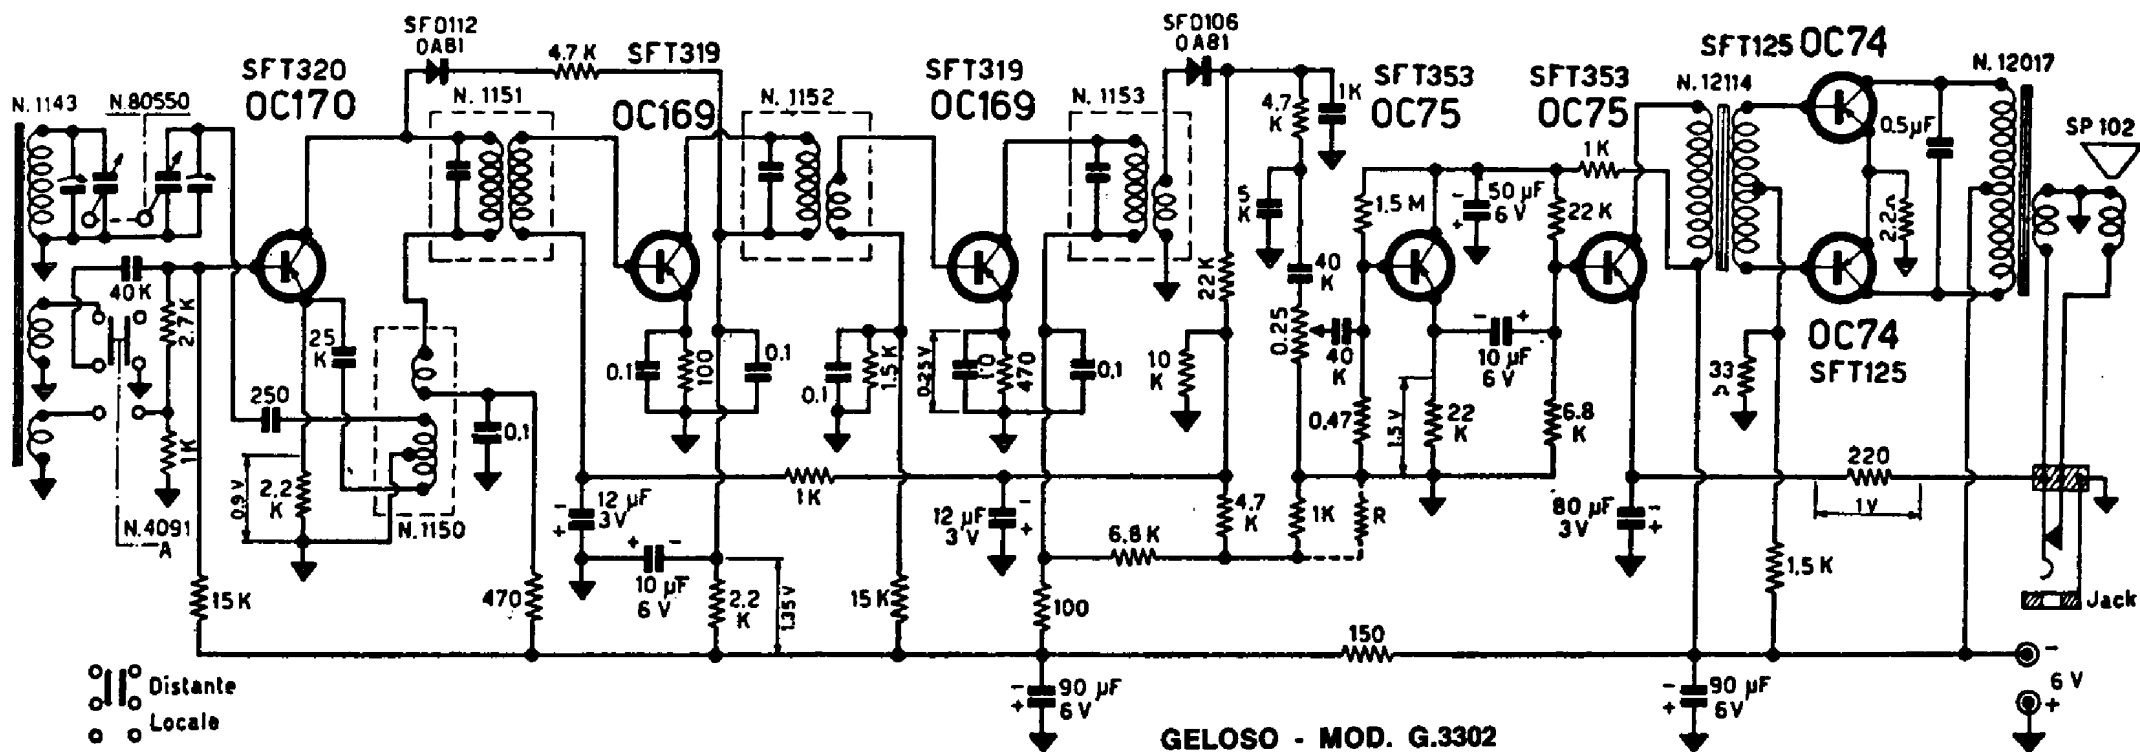 SFD112
OA81
4.7 K
SFT319
SFD106
OA81
SFT125 OC74
SFT320
OC170
SFT319
OC169
SFT353
OC75
SFT353
OC75
N. 12114
N. 12017
N. 1143
N.80550
N. 1151
OC169
N. 1152
N. 1153
4.7
K
1K
0.5µF
SP 102
1 K
5
K
1.5 M
50 µF
6 V
22 K
2.2Ω
40 K
2.7 K
22K
40
K
25
K
0.25
40
K
10 µF
6 V
OC74
SFT125
0.1
100
0.1
0.1
1.5 K
0.25 V
470
0.1
10
K
33
Ω
250
0.1
0.47
1.5 V
22
K
6.8
K
1K
0.9 V
2.2
K
N.1150
N.4091
A
1K
220
1 V
12 µF
3 V
12 µF
3 V
4.7
K
1K
R
80 µF
3 V
6.8 K
10 µF
6 V
15 K
470
2.2
K
1.35 V
15 K
100
1.5 K
Jack
150
Distante
Locale
90 µF
6 V
90 µF
6 V
-
6 V
+
GELOSO - MOD. G.3302